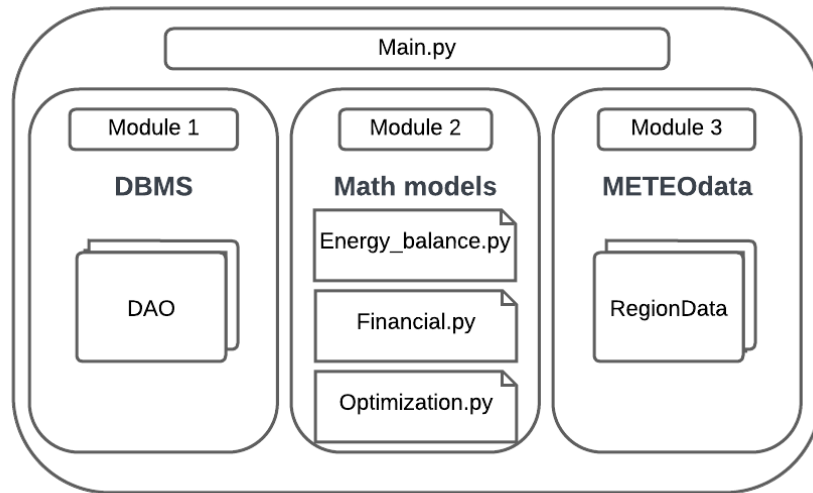 Main.py
Module 1
DBMS
DAO
Module 2
Math models
Energy_balance.py
Financial.py
Optimization.py
Module 3
METEOdata
RegionData